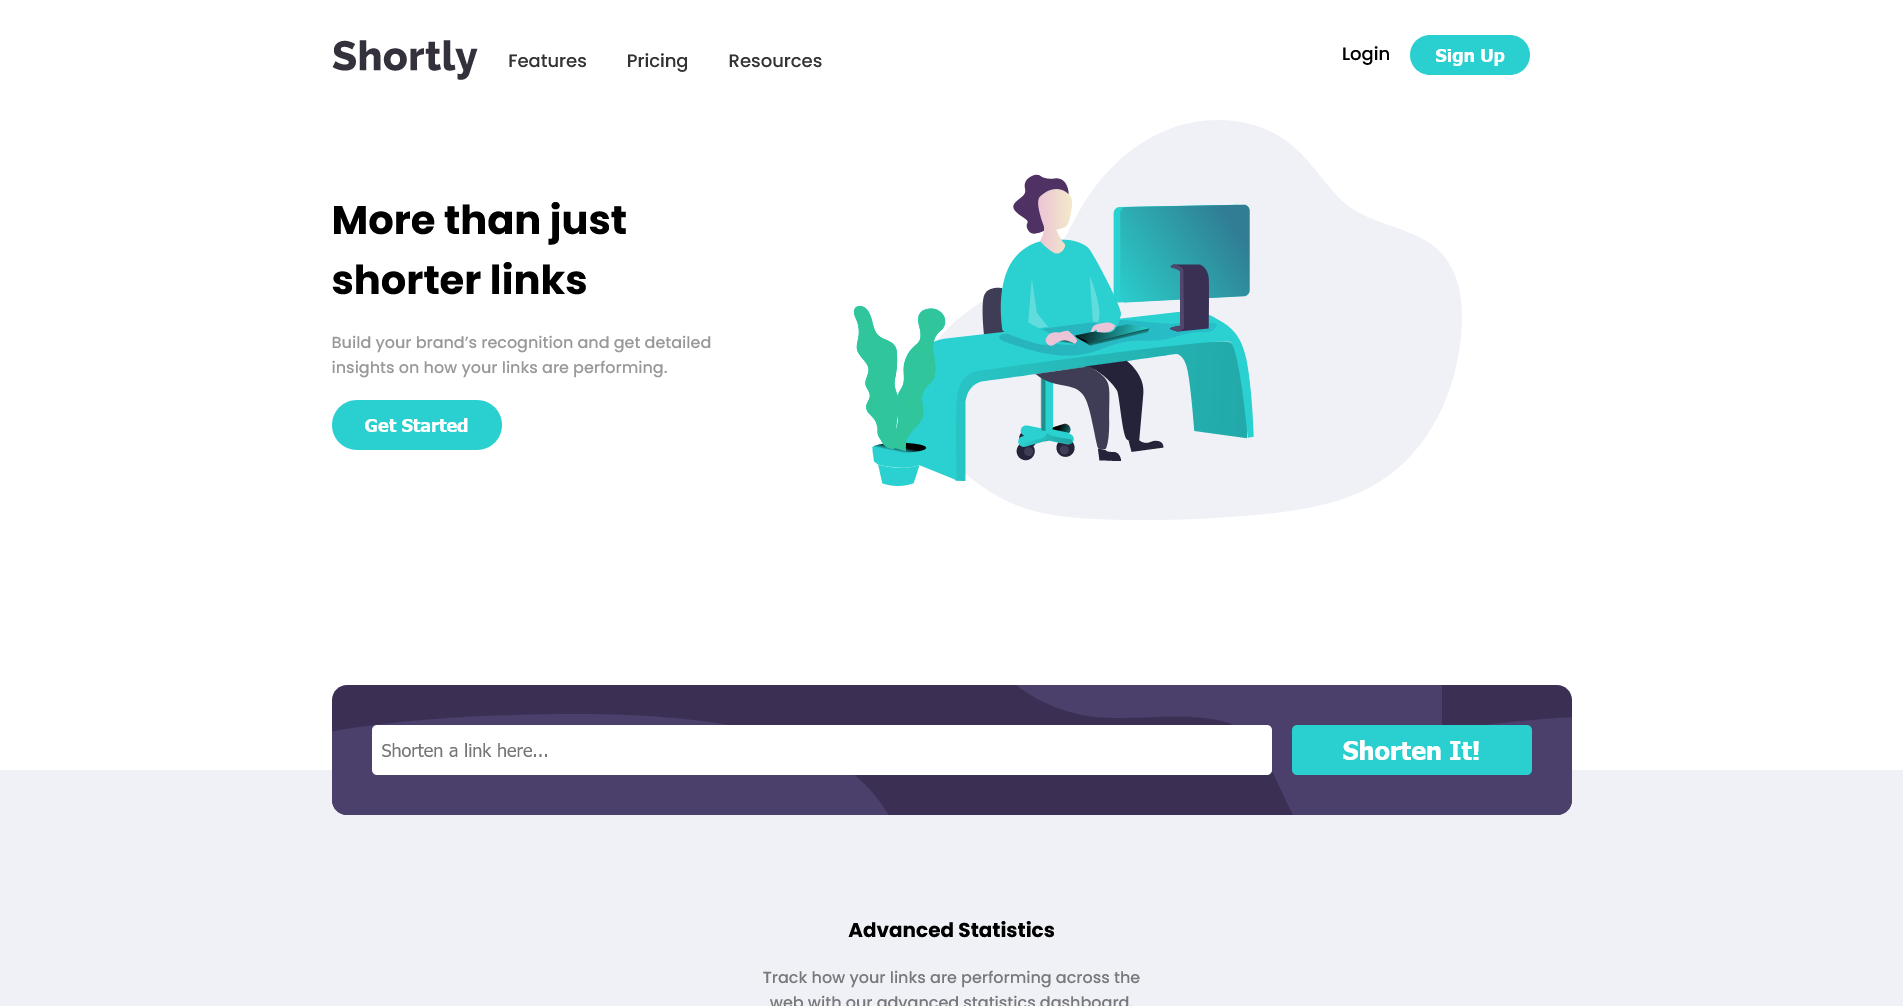 Shortly
Features
Pricing
Resources
Login
Sign Up
More than just
shorter links
Build your brand’s recognition and get detailed
insights on how your links are performing.
Get Started
Shorten a link here...
Shorten It!
Advanced Statistics
Track how your links are performing across the
web with our advanced statistics dashboard